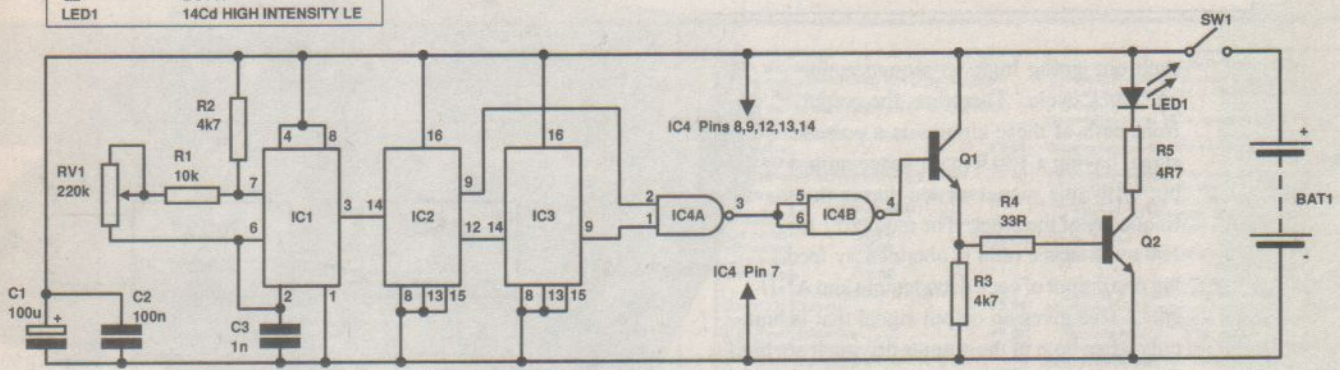 LED1 14Cd HIGH INTENSITY LE
SW1
R2
4k7
IC4 Pins 8,9,12,13,14
LED1
4 8
16
16
+
RV1
220k
R1
10k
7
9
Q1
R5
4R7
2
3
5
6
4
IC1
3
14
IC2
IC3
IC4A
IC4B
BAT1
1
R4
33R
6
12
14
9
Q2
IC4 Pin 7
-
C1
100u
+
C2
100n
2
1
8 13 15
8 13 15
R3
4k7
C3
1n